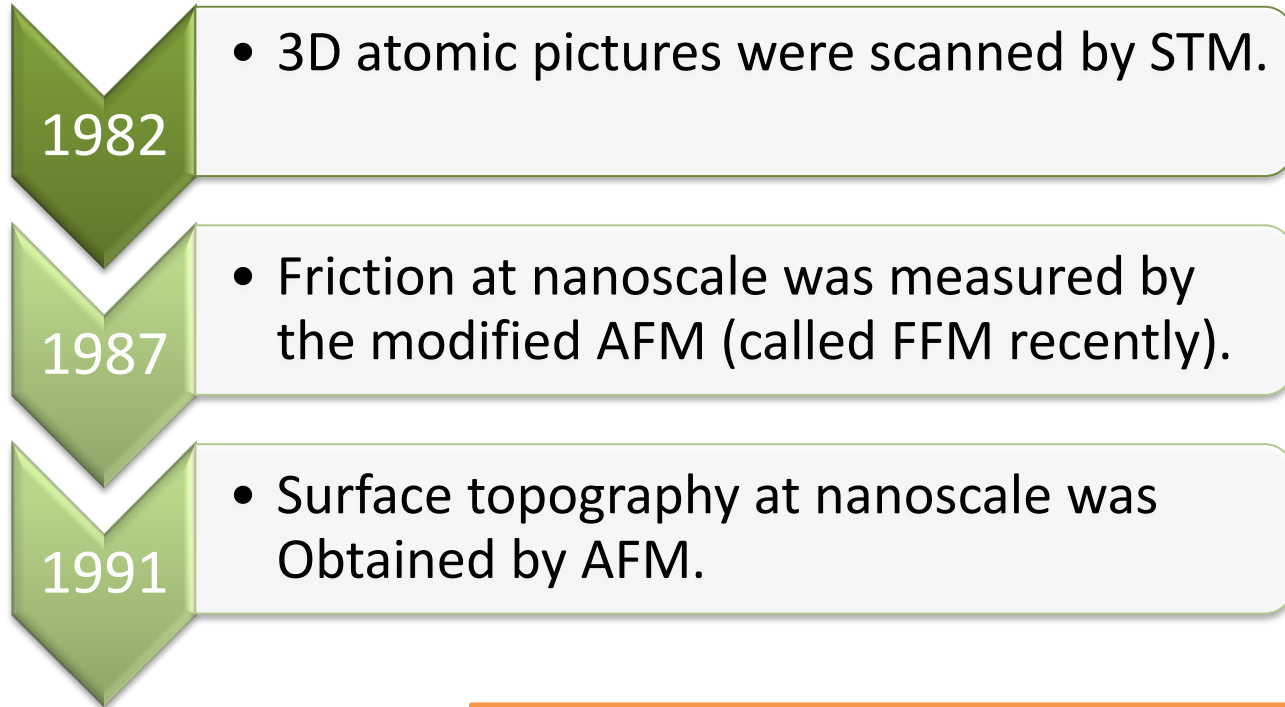 1982
• 3D atomic pictures were scanned by STM.
1987
• Friction at nanoscale was measured by
the modified AFM (called FFM recently).
1991
• Surface topography at nanoscale was
Obtained by AFM.